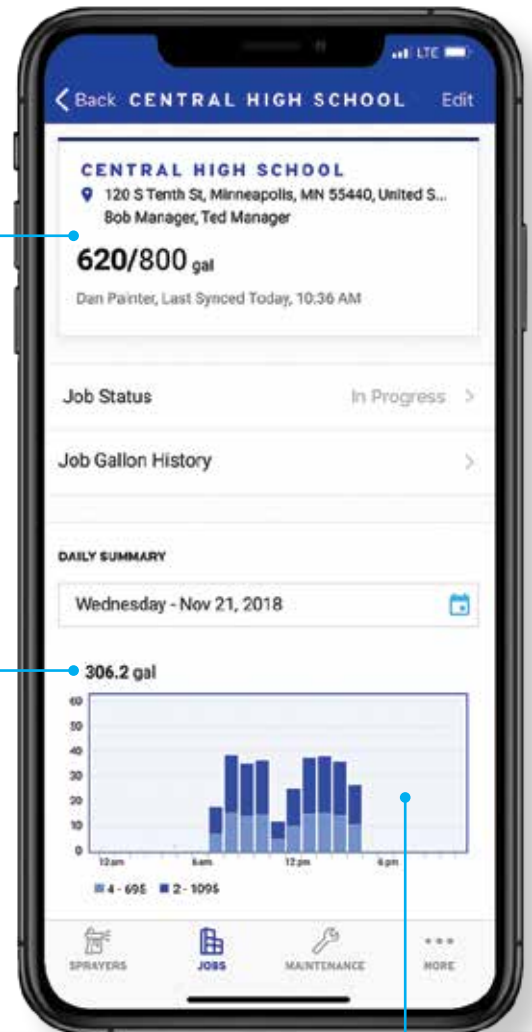 LTE
Back CENTRAL HIGH SCHOOL Edit
CENTRAL HIGH SCHOOL
120 S Tenth St, Minneapolis, MN 55440, United S...
Bob Manager, Ted Manager
620/800 gal
Dan Painter, Last Synced Today, 10:36 AM
Job Status In Progress
Job Gallon History
DAILY SUMMARY
Wednesday - Nov 21, 2018
306.2 gal
60
50
40
30
20
10
0
12am 6am 12pm 6pm
4 - 695 2 - 1095
SPRAYERS JOBS MAINTENANCE MORE